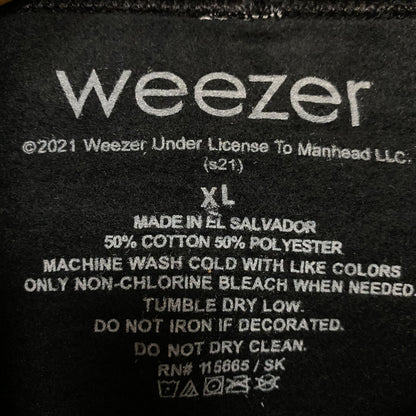 weezer
©2021 Weezer Under License To Manhead LLC.
(s21)
XL
MADE IN EL SALVADOR
50% COTTON 50% POLYESTER
MACHINE WASH COLD WITH LIKE COLORS
ONLY NON-CHLORINE BLEACH WHEN NEEDED.
TUMBLE DRY LOW.
DO NOT IRON IF DECORATED.
DO NOT DRY CLEAN.
RN# 115665 / SK